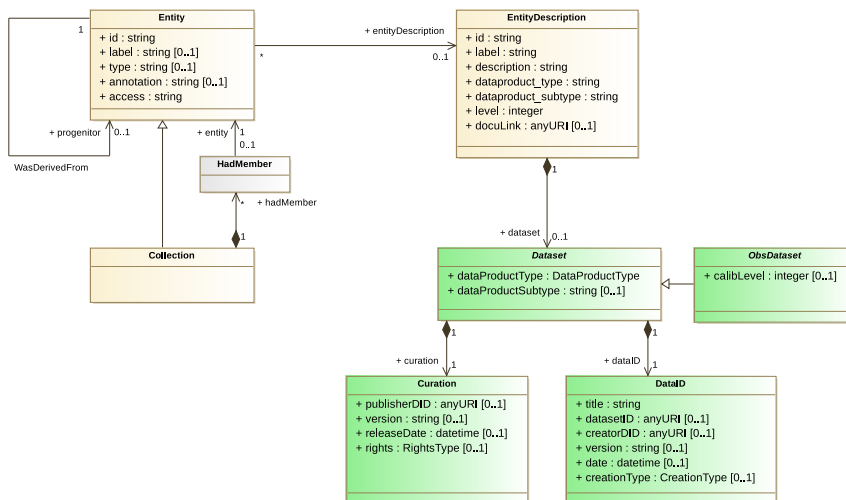 Entity
+ id : string
+ label : string [0..1]
+ type : string [0..1]
+ annotation : string [0..1]
+ access : string
1
+ entityDescription
*
0..1
EntityDescription
+ id : string
+ label : string
+ description : string
+ dataproduct_type : string
+ dataproduct_subtype : string
+ level : integer
+ docuLink : anyURI [0..1]
+ progenitor
0..1
WasDerivedFrom
+ entity
1
0..1
HadMember
*
+ hadMember
1
Collection
1
+ dataset
0..1
Dataset
+ dataProductType : DataProductType
+ dataProductSubtype : string [0..1]
ObsDataset
+ calibLevel : integer [0..1]
1
+ curation
1
1
+ dataID
1
Curation
+ publisherDID : anyURI [0..1]
+ version : string [0..1]
+ releaseDate : datetime [0..1]
+ rights : RightsType [0..1]
DataID
+ title : string
+ datasetID : anyURI [0..1]
+ creatorDID : anyURI [0..1]
+ version : string [0..1]
+ date : datetime [0..1]
+ creationType : CreationType [0..1]